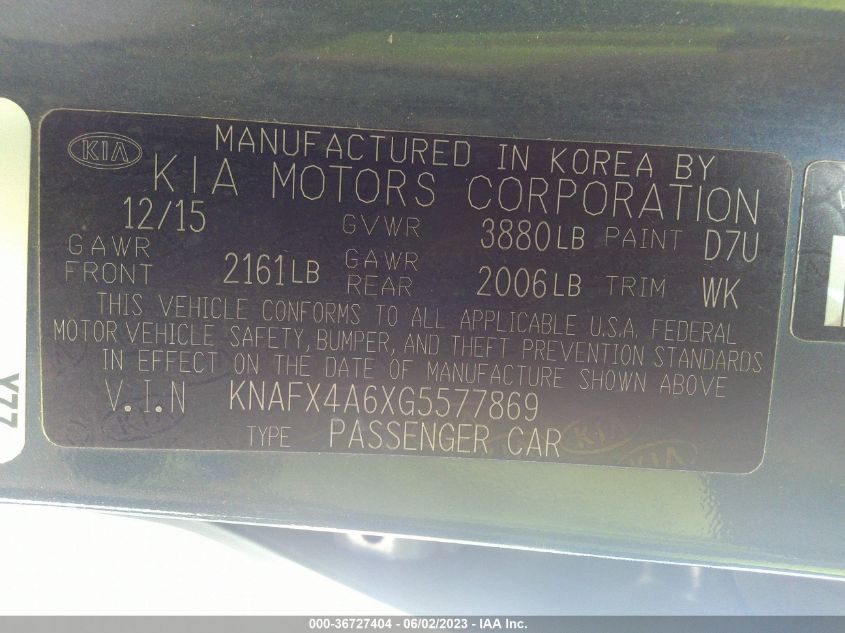 KIA
MANUFACTURED IN KOREA BY
KIA MOTORS CORPORATION
12/15 GVWR 3880LB PAINT D7U
GAWR FRONT 2161LB GAWR REAR 2006LB TRIM WK
THIS VEHICLE CONFORMS TO ALL APPLICABLE U.S.A. FEDERAL
MOTOR VEHICLE SAFETY, BUMPER, AND THEFT PREVENTION STANDARDS
IN EFFECT ON THE DATE OF MANUFACTURE SHOWN ABOVE
V.I.N KNAFX4A6XG5577869
TYPE PASSENGER CAR
KIA
KIA
000-36727404 - 06/02/2023 - IAA Inc.